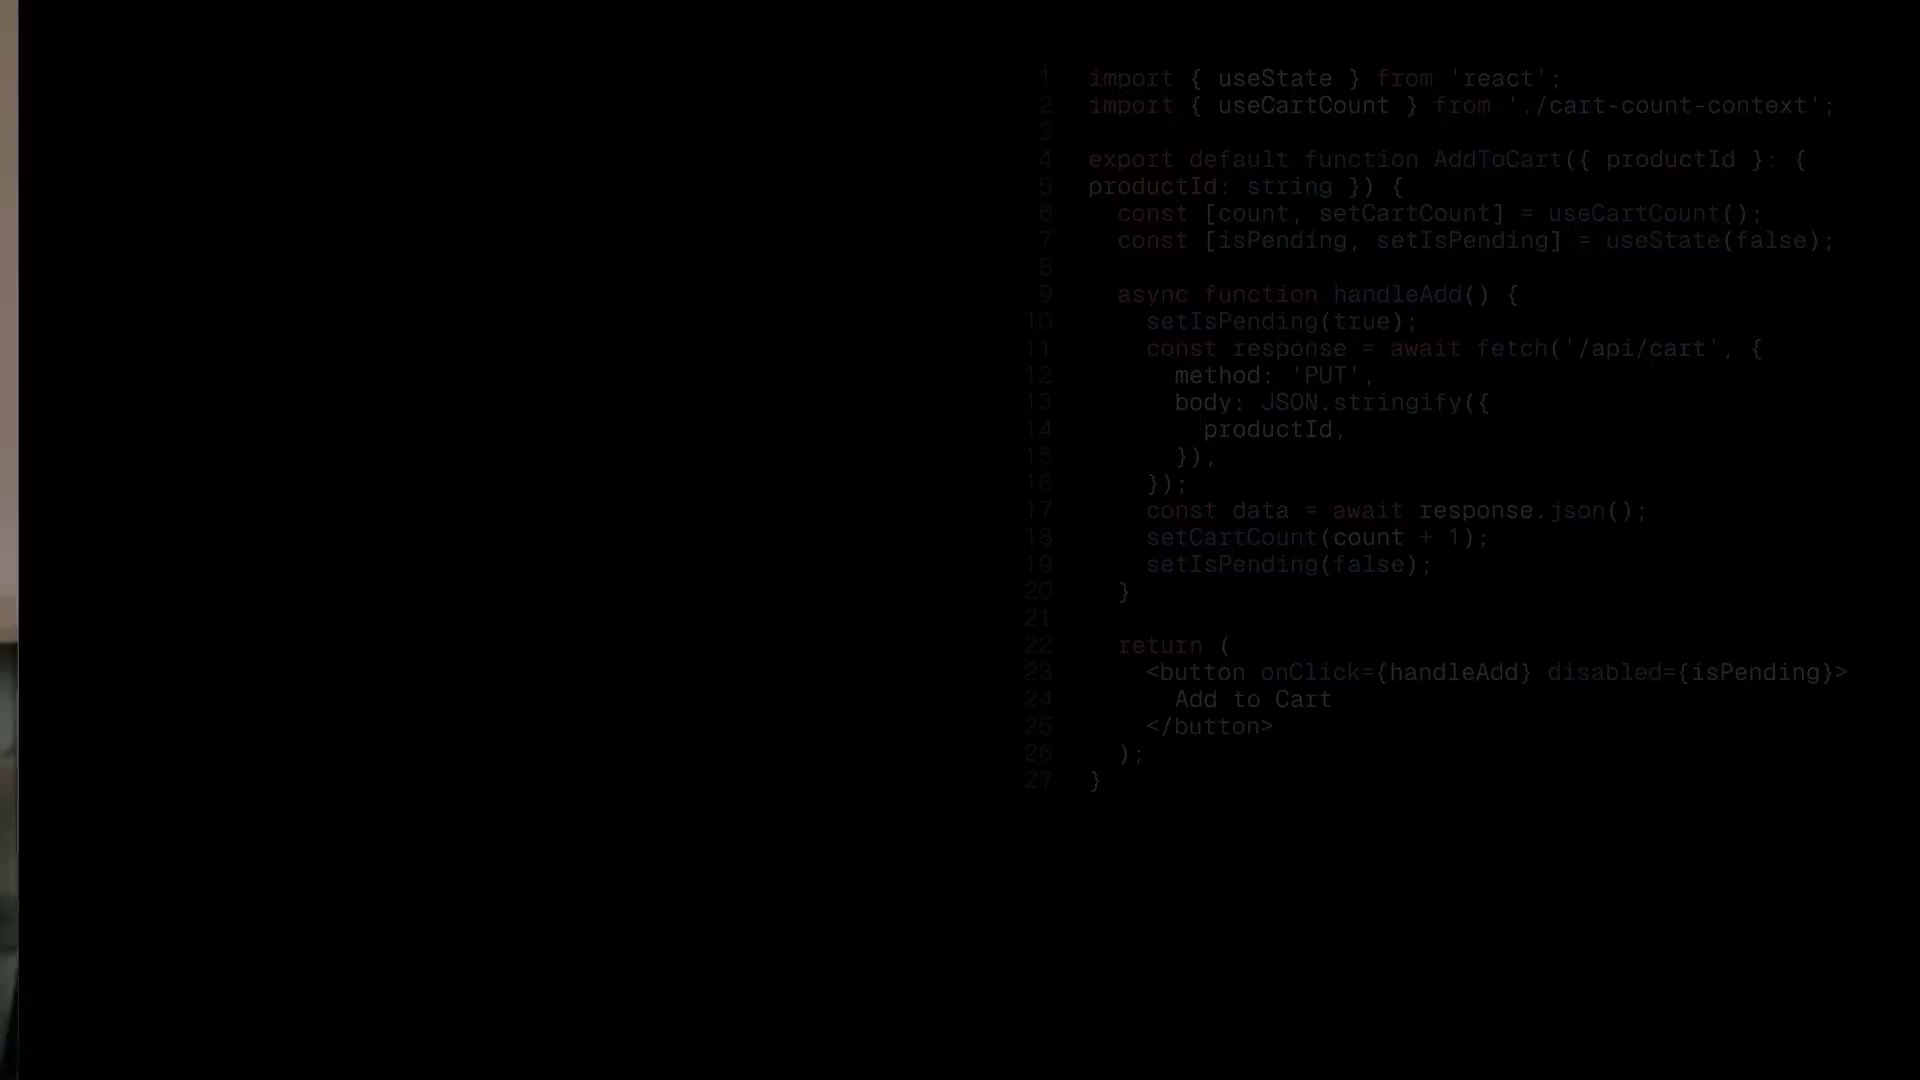 1 import { useState } from 'react';
2 import { useCartCount } from './cart-count-context';
3
4 export default function AddToCart({ productId }: {
5 productId: string }) {
6 const [count, setCartCount] = useCartCount();
7 const [isPending, setIsPending] = useState(false);
8
9 async function handleAdd() {
10 setIsPending(true);
11 const response = await fetch('/api/cart', {
12 method: 'PUT',
13 body: JSON.stringify({
14 productId,
15 }),
16 });
17 const data = await response.json();
18 setCartCount(count + 1);
19 setIsPending(false);
20 }
21
22 return (
23 <button onClick={handleAdd} disabled={isPending}>
24 Add to Cart
25 </button>
26 );
27 }